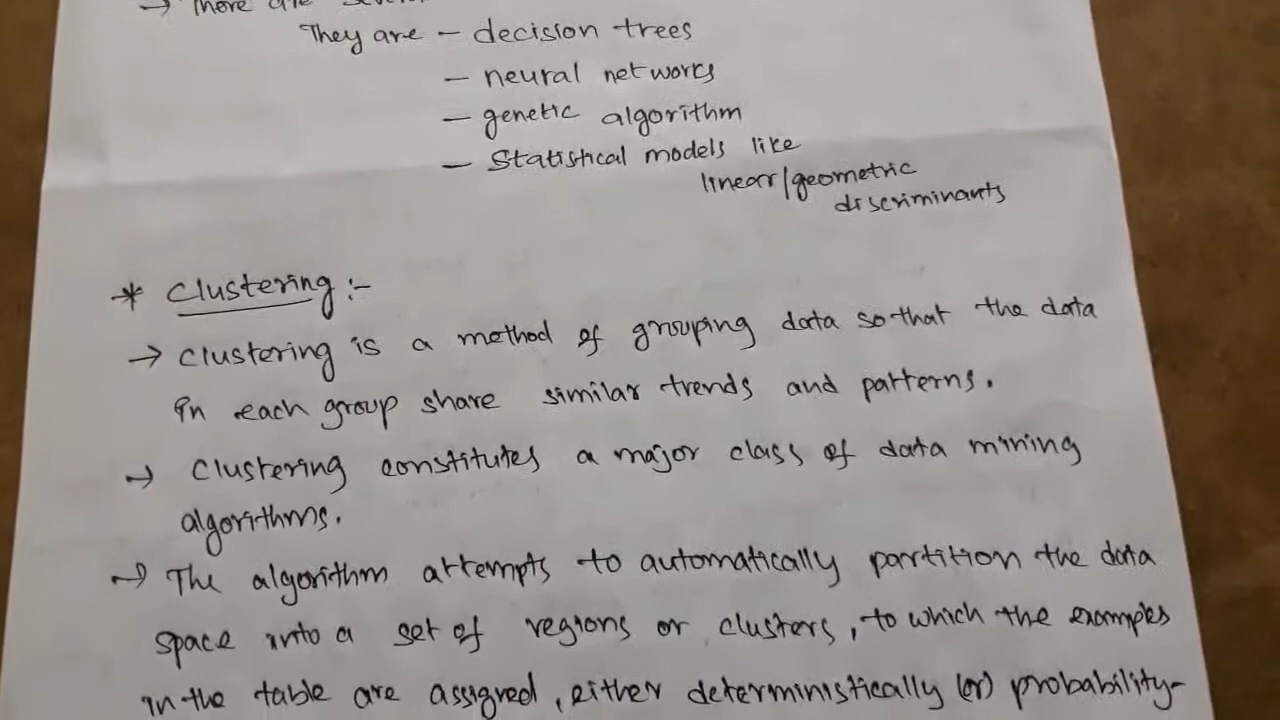 → There are
They are - decision trees
- neural networks
- genetic algorithm
- Statistical models like
linear/geometric
discriminants
* Clustering :-
→ Clustering is a method of grouping data so that the data
in each group share similar trends and patterns.
→ Clustering constitutes a major class of data mining
algorithms.
→ The algorithm attempts to automatically partition the data
space into a set of regions or clusters, to which the examples
in the table are assigned, either deterministically (or) probability-